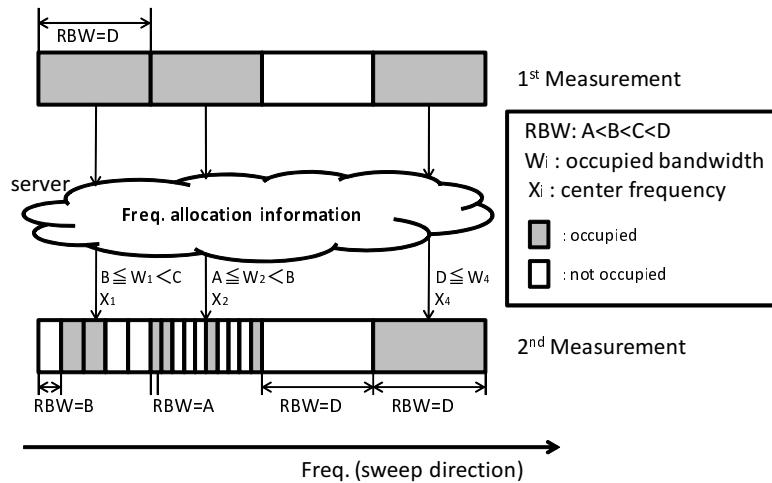 RBW=D
1st Measurement
RBW: A<B<C<D
Wi : occupied bandwidth
Xi : center frequency
: occupied
: not occupied
server
Freq. allocation information
B ≦ W1 < C
X1
A ≦ W2 < B
X2
D ≦ W4
X4
2nd Measurement
RBW=B
RBW=A
RBW=D
RBW=D
Freq. (sweep direction)